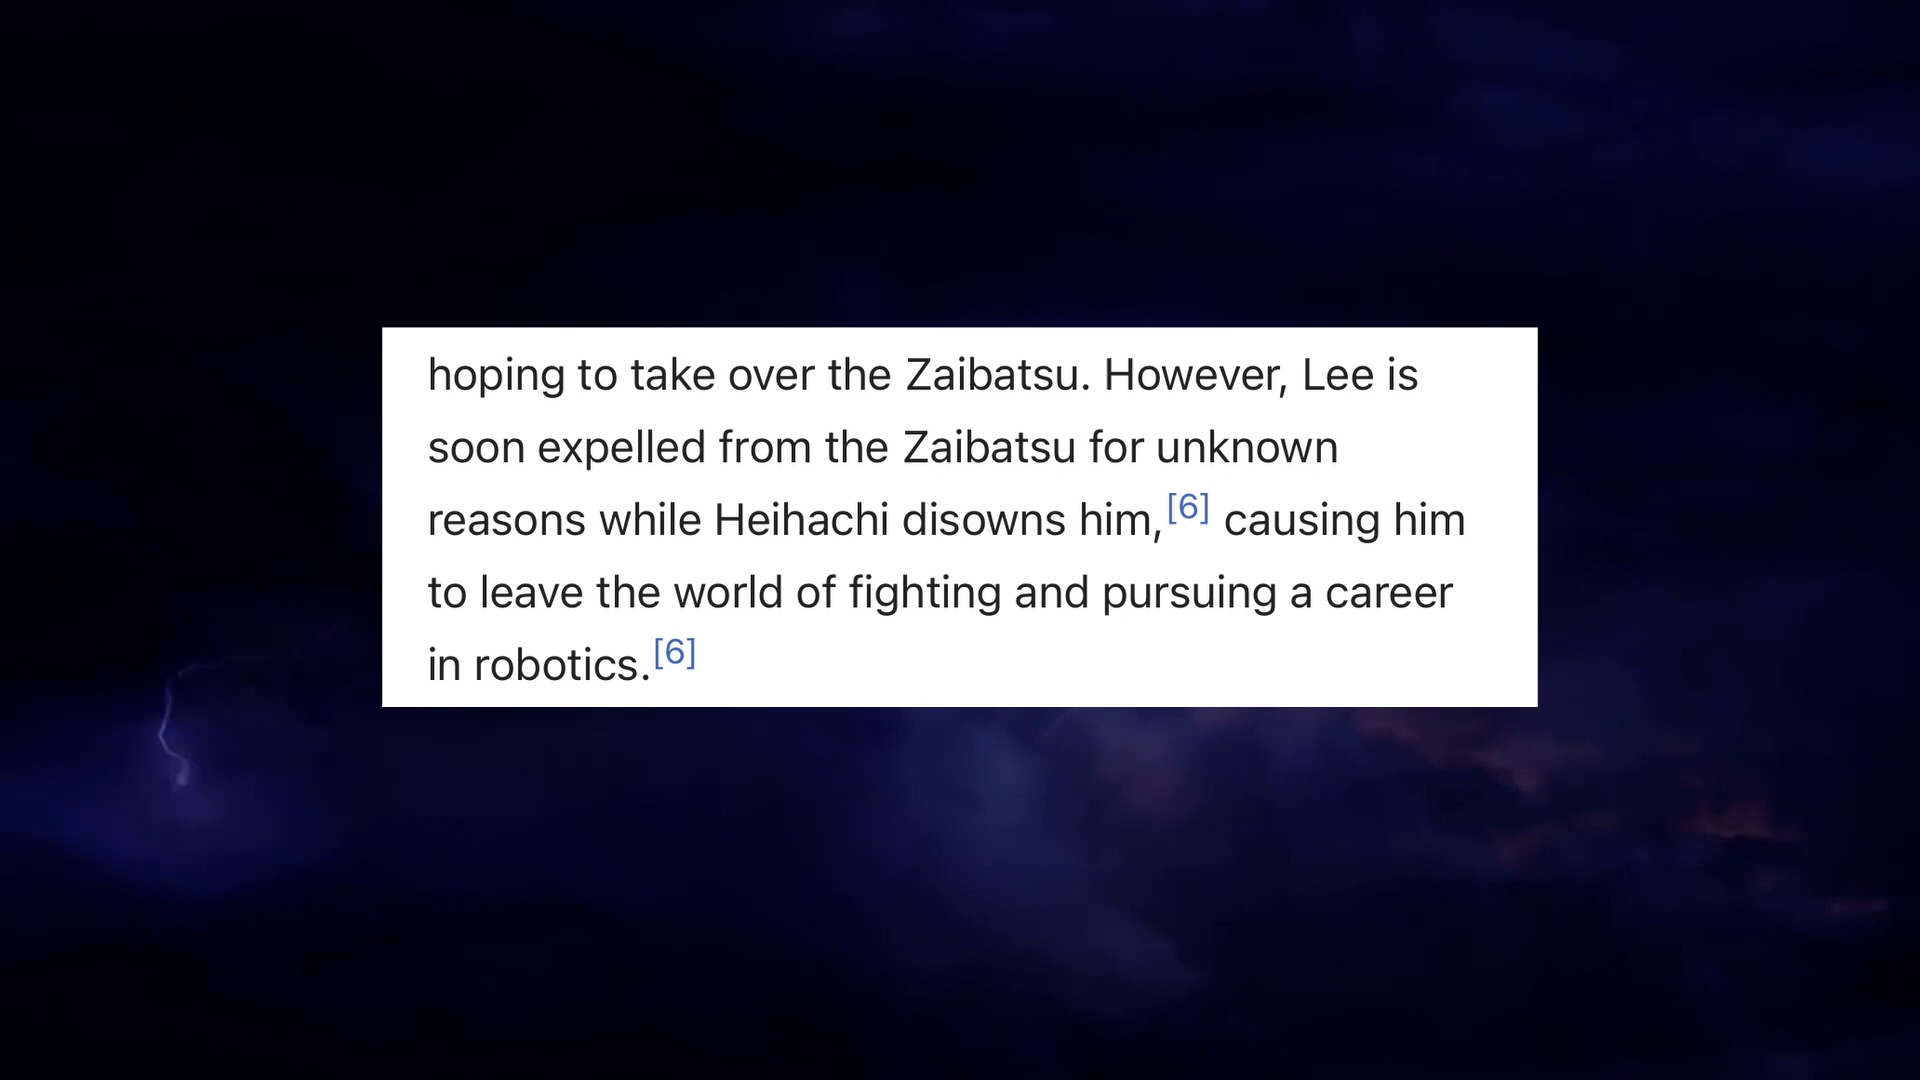 hoping to take over the Zaibatsu. However, Lee is
soon expelled from the Zaibatsu for unknown
reasons while Heihachi disowns him,[6] causing him
to leave the world of fighting and pursuing a career
in robotics.[6]